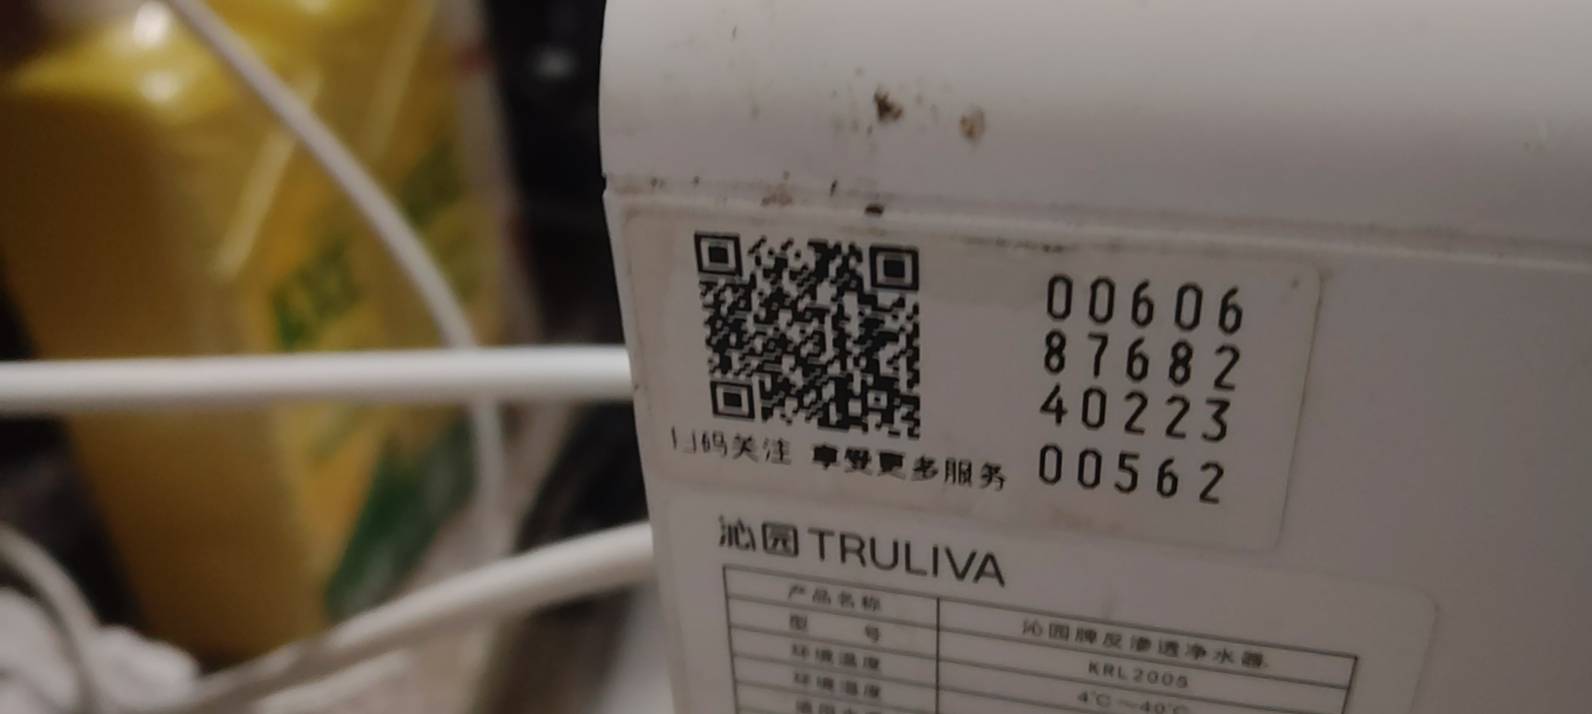 00606
87682
40223
00562
扫码关注 享受更多服务
沁园 TRULIVA
产品名称 沁园牌反渗透净水器
型 号 KRL2005
环境温度 4℃~40℃
环境湿度